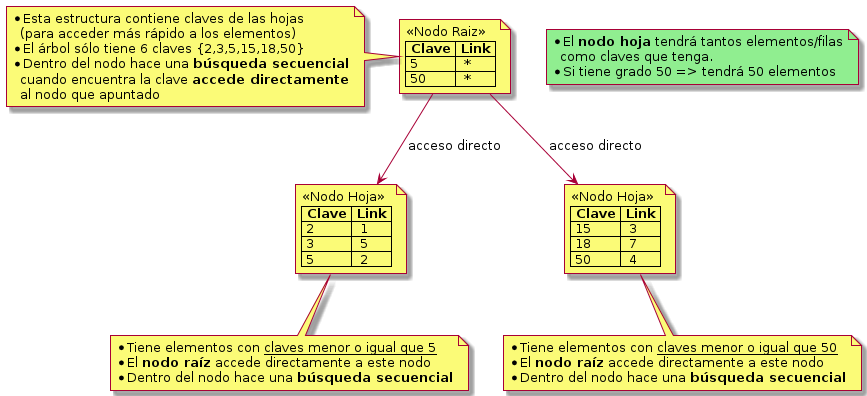 •Esta estructura contiene claves de las hojas
(para acceder más rápido a los elementos)
•El árbol sólo tiene 6 claves {2,3,5,15,18,50}
•Dentro del nodo hace una búsqueda secuencial
cuando encuentra la clave accede directamente
al nodo que apuntado
«Nodo Raiz»
Clave Link
5 *
50 *
•El nodo hoja tendrá tantos elementos/filas
como claves que tenga.
•Si tiene grado 50 => tendrá 50 elementos
acceso directo
acceso directo
«Nodo Hoja»
Clave Link
2 1
3 5
5 2
«Nodo Hoja»
Clave Link
15 3
18 7
50 4
•Tiene elementos con claves menor o igual que 5
•El nodo raíz accede directamente a este nodo
•Dentro del nodo hace una búsqueda secuencial
•Tiene elementos con claves menor o igual que 50
•El nodo raíz accede directamente a este nodo
•Dentro del nodo hace una búsqueda secuencial